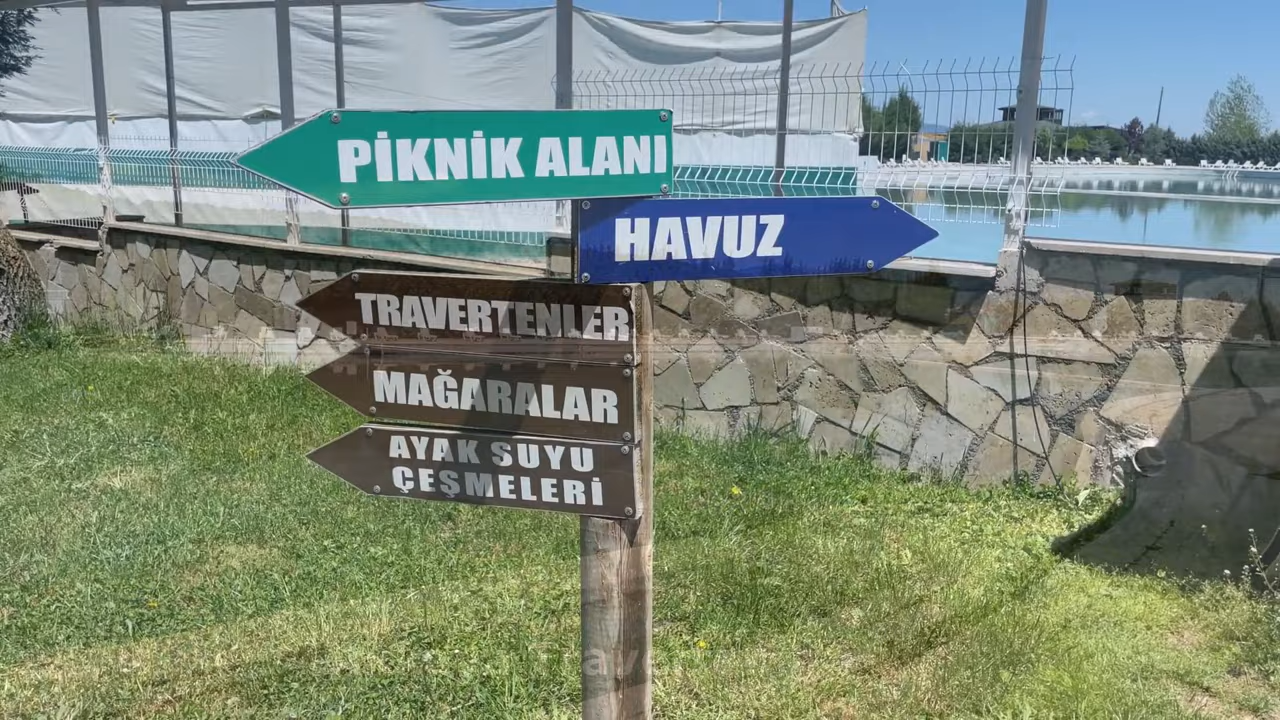 PİKNİK ALANI
HAVUZ
TRAVERTENLER
MAĞARALAR
AYAK SUYU
ÇEŞMELERİ